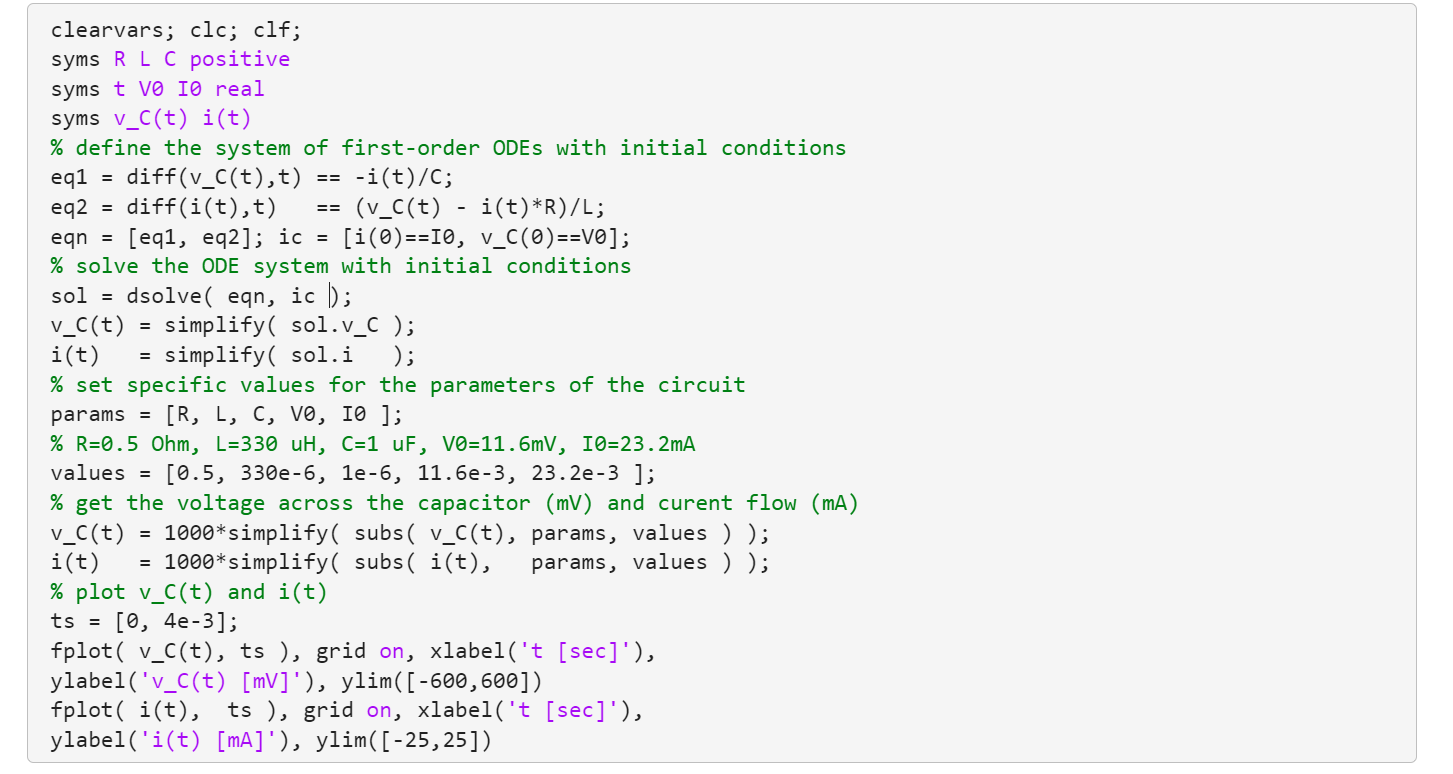 clearvars; clc; clf;
syms R L C positive
syms t V0 I0 real
syms v_C(t) i(t)
% define the system of first-order ODEs with initial conditions
eq1 = diff(v_C(t),t) == -i(t)/C;
eq2 = diff(i(t),t)   == (v_C(t) - i(t)*R)/L;
eqn = [eq1, eq2]; ic = [i(0)==I0, v_C(0)==V0];
% solve the ODE system with initial conditions
sol = dsolve( eqn, ic );
v_C(t) = simplify( sol.v_C );
i(t)   = simplify( sol.i   );
% set specific values for the parameters of the circuit
params = [R, L, C, V0, I0 ];
% R=0.5 Ohm, L=330 uH, C=1 uF, V0=11.6mV, I0=23.2mA
values = [0.5, 330e-6, 1e-6, 11.6e-3, 23.2e-3 ];
% get the voltage across the capacitor (mV) and curent flow (mA)
v_C(t) = 1000*simplify( subs( v_C(t), params, values ) );
i(t)   = 1000*simplify( subs( i(t),   params, values ) );
% plot v_C(t) and i(t)
ts = [0, 4e-3];
fplot( v_C(t), ts ), grid on, xlabel('t [sec]'),
ylabel('v_C(t) [mV]'), ylim([-600,600])
fplot( i(t),  ts ), grid on, xlabel('t [sec]'),
ylabel('i(t) [mA]'), ylim([-25,25])